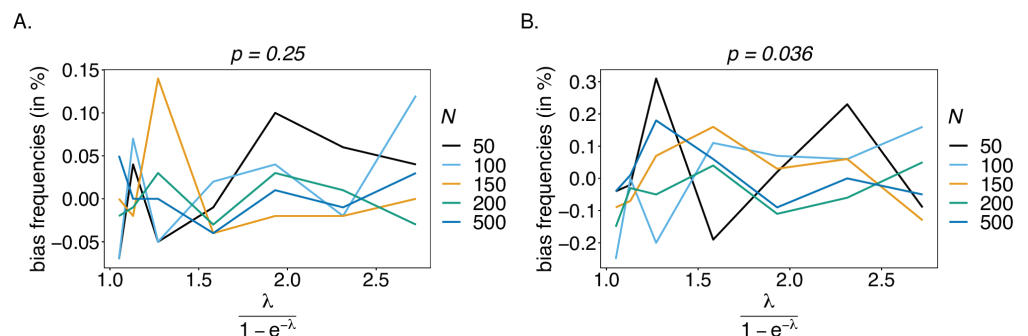 A.
p = 0.25
bias frequencies (in %)
0.15
0.10
0.05
0.00
−0.05
1.0
1.5
2.0
2.5
λ
1 − e^−λ
N
50
100
150
200
500
B.
p = 0.036
bias frequencies (in %)
0.3
0.2
0.1
0.0
−0.1
−0.2
1.0
1.5
2.0
2.5
λ
1 − e^−λ
N
50
100
150
200
500